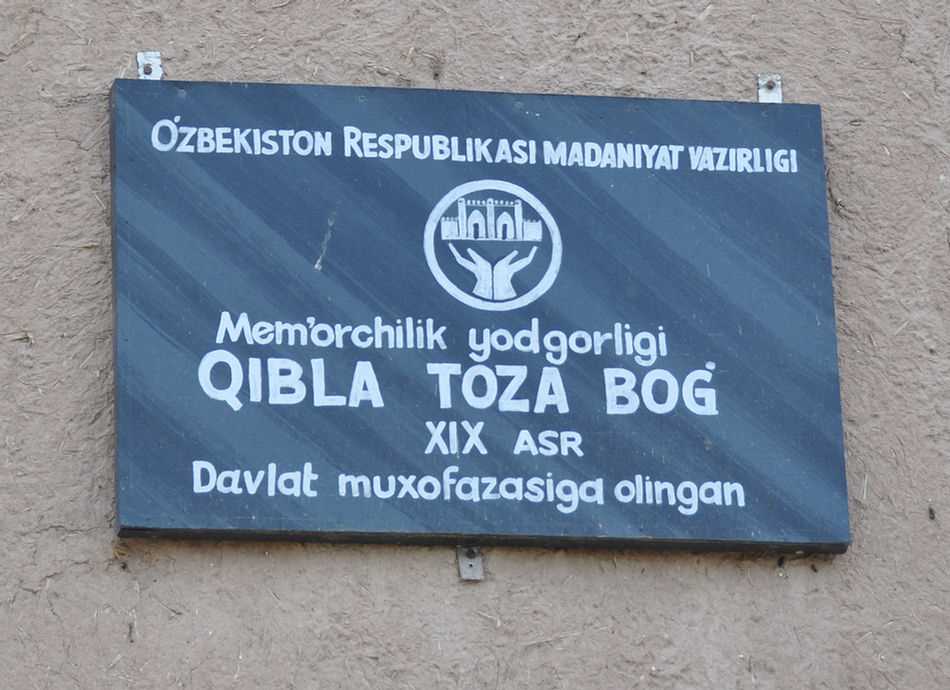 O'ZBEKISTON RESPUBLIKASI MADANIYAT VAZIRLIGI
Mem'orchilik yodgorligi
QIBLA TOZA BOG'
XIX ASR
Davlat muxofazasiga olingan